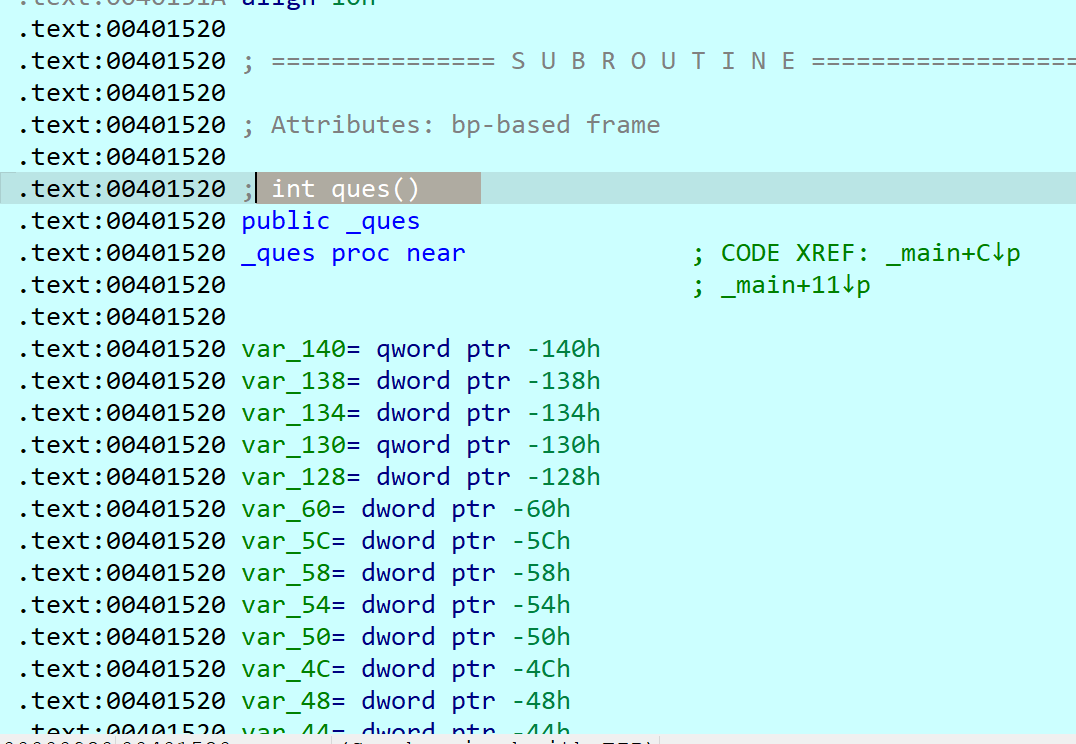 .text:0040151A align 10h
.text:00401520
.text:00401520 ; =============== S U B R O U T I N E ==================
.text:00401520
.text:00401520 ; Attributes: bp-based frame
.text:00401520
.text:00401520 ; int ques()
.text:00401520 public _ques
.text:00401520 _ques proc near ; CODE XREF: _main+C↓p
.text:00401520 ; _main+11↓p
.text:00401520
.text:00401520 var_140= qword ptr -140h
.text:00401520 var_138= dword ptr -138h
.text:00401520 var_134= dword ptr -134h
.text:00401520 var_130= qword ptr -130h
.text:00401520 var_128= dword ptr -128h
.text:00401520 var_60= dword ptr -60h
.text:00401520 var_5C= dword ptr -5Ch
.text:00401520 var_58= dword ptr -58h
.text:00401520 var_54= dword ptr -54h
.text:00401520 var_50= dword ptr -50h
.text:00401520 var_4C= dword ptr -4Ch
.text:00401520 var_48= dword ptr -48h
.text:00401520 var_44= dword ptr -44h